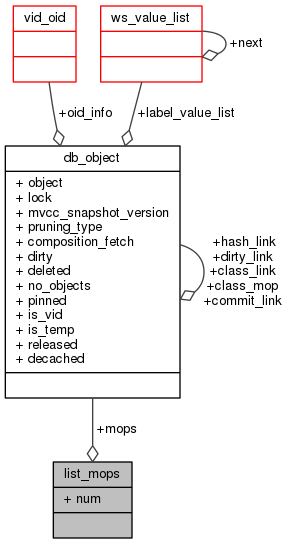 vid_oid
ws_value_list
+next
+oid_info
+label_value_list
db_object
+ object
+ lock
+ mvcc_snapshot_version
+ pruning_type
+ composition_fetch
+ dirty
+ deleted
+ no_objects
+ pinned
+ is_vid
+ is_temp
+ released
+ decached
+hash_link
+dirty_link
+class_link
+class_mop
+commit_link
+mops
list_mops
+ num